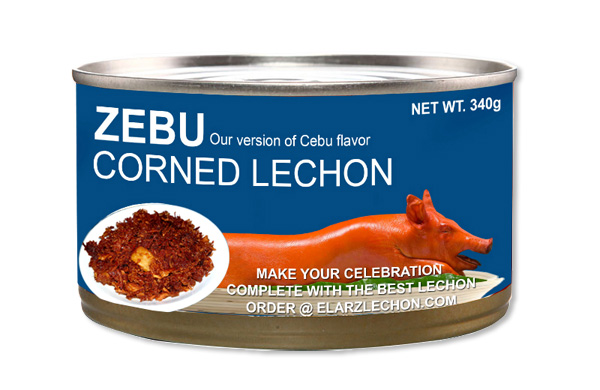 NET WT. 340g
ZEBU Our version of Cebu flavor
CORNED LECHON
MAKE YOUR CELEBRATION
COMPLETE WITH THE BEST LECHON
ORDER @ ELARZLECHON.COM